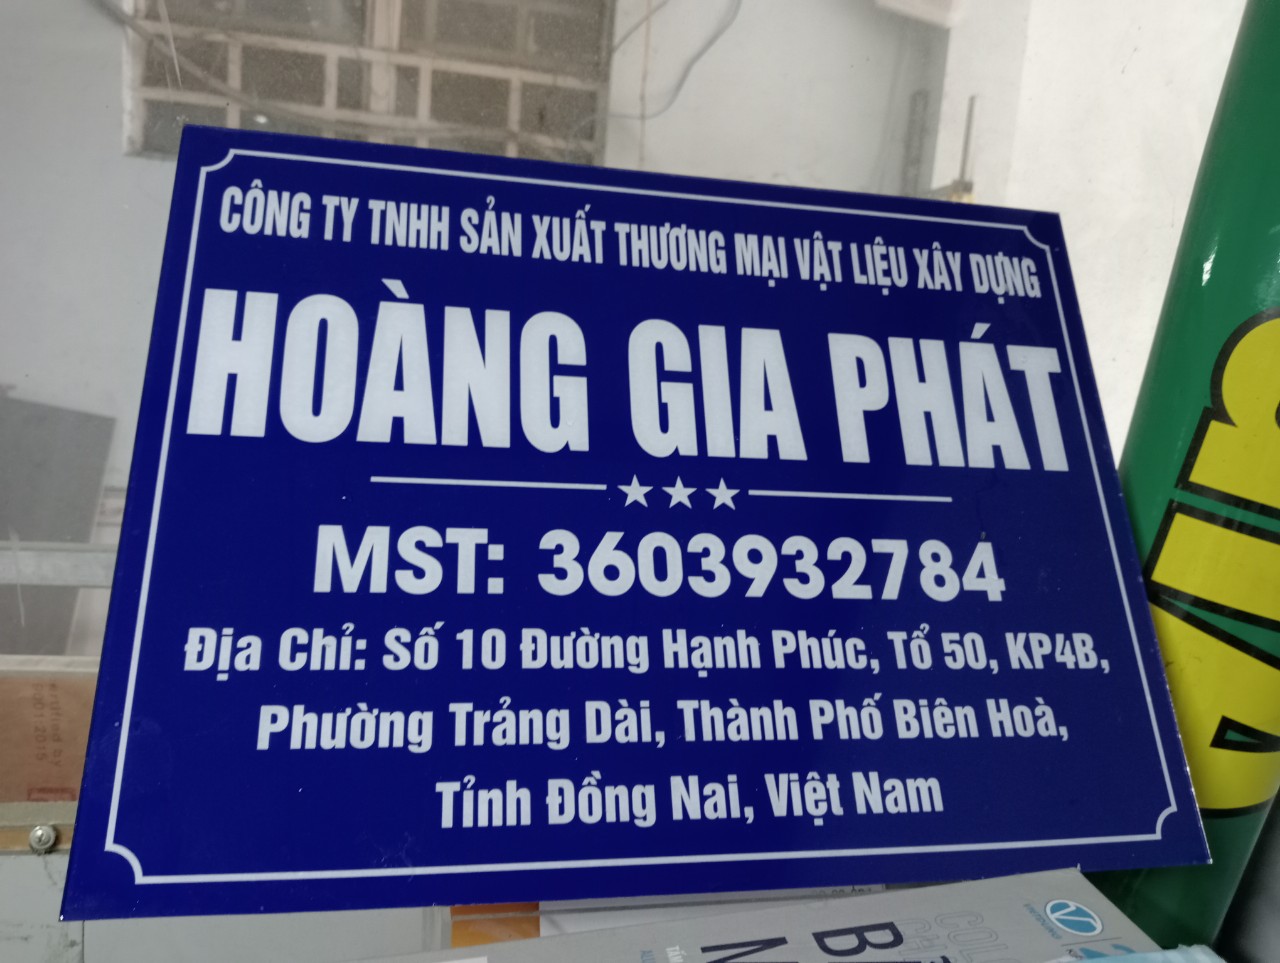 CÔNG TY TNHH SẢN XUẤT THƯƠNG MẠI VẬT LIỆU XÂY DỰNG
HOÀNG GIA PHÁT
MST: 3603932784
Địa Chỉ: Số 10 Đường Hạnh Phúc, Tổ 50, KP4B,
Phường Trảng Dài, Thành Phố Biên Hoà,
Tỉnh Đồng Nai, Việt Nam